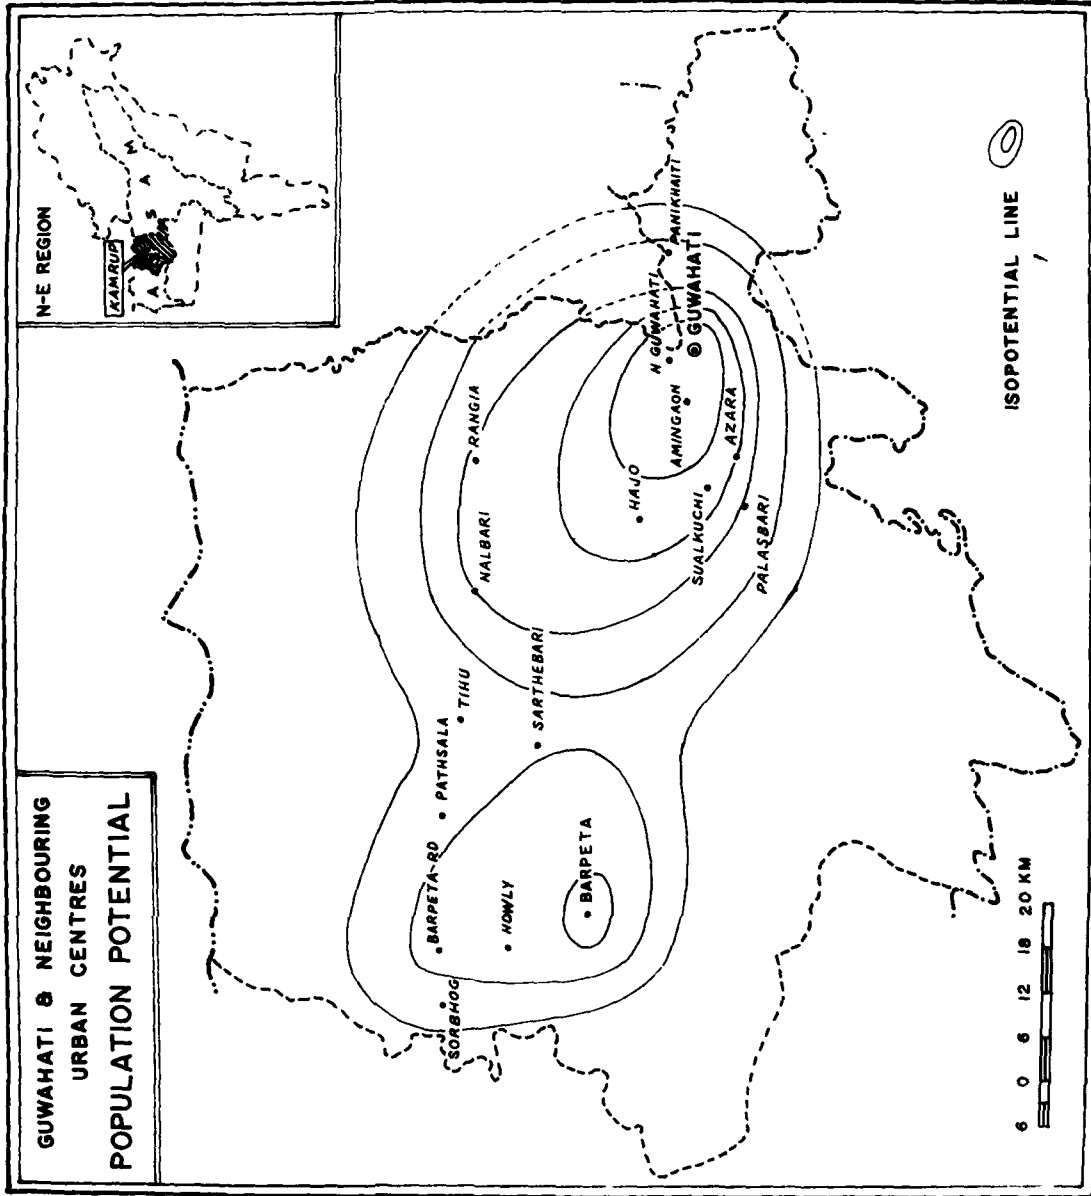 GUWAHATI & NEIGHBOURING
URBAN CENTRES
POPULATION POTENTIAL
N-E REGION
KAMRUP
A S S A M
RANGIA
NALBARI
TIHU
PATHSALA
BARPETA-RD
SORBHOG
HOWLY
BARPETA
SARTHEBARI
HAJO
SUALKUCHI
PALASBARI
AZARA
AMINGAON
N GUWAHATI
GUWAHATI
PANIKHAITI
ISOPOTENTIAL LINE
6 0 6 12 18 20 KM